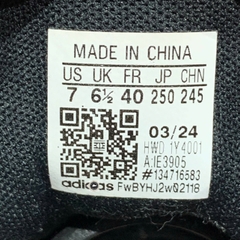 MADE IN CHINA
US UK FR JP CHN
7 6½ 40 250 245
03/24
HWD 1Y4001
A:IE3905
#134716583
adidas FwBYHJ2w02118